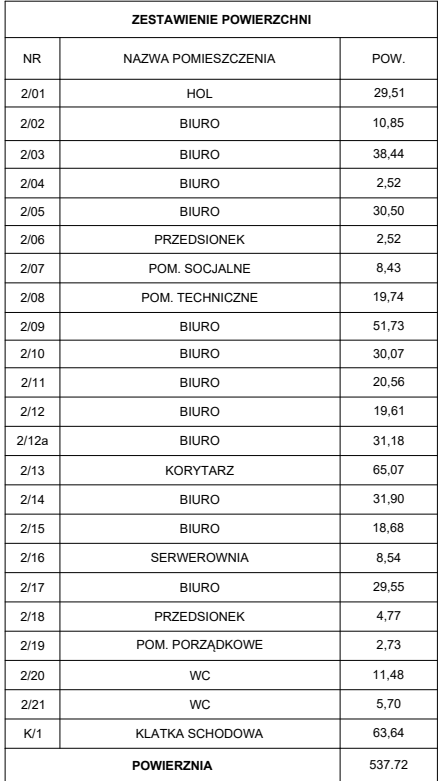 ZESTAWIENIE POWIERZCHNI
NR NAZWA POMIESZCZENIA POW.
2/01 HOL 29,51
2/02 BIURO 10,85
2/03 BIURO 38,44
2/04 BIURO 2,52
2/05 BIURO 30,50
2/06 PRZEDSIONEK 2,52
2/07 POM. SOCJALNE 8,43
2/08 POM. TECHNICZNE 19,74
2/09 BIURO 51,73
2/10 BIURO 30,07
2/11 BIURO 20,56
2/12 BIURO 19,61
2/12a BIURO 31,18
2/13 KORYTARZ 65,07
2/14 BIURO 31,90
2/15 BIURO 18,68
2/16 SERWEROWNIA 8,54
2/17 BIURO 29,55
2/18 PRZEDSIONEK 4,77
2/19 POM. PORZĄDKOWE 2,73
2/20 WC 11,48
2/21 WC 5,70
K/1 KLATKA SCHODOWA 63,64
POWIERZNIA 537.72